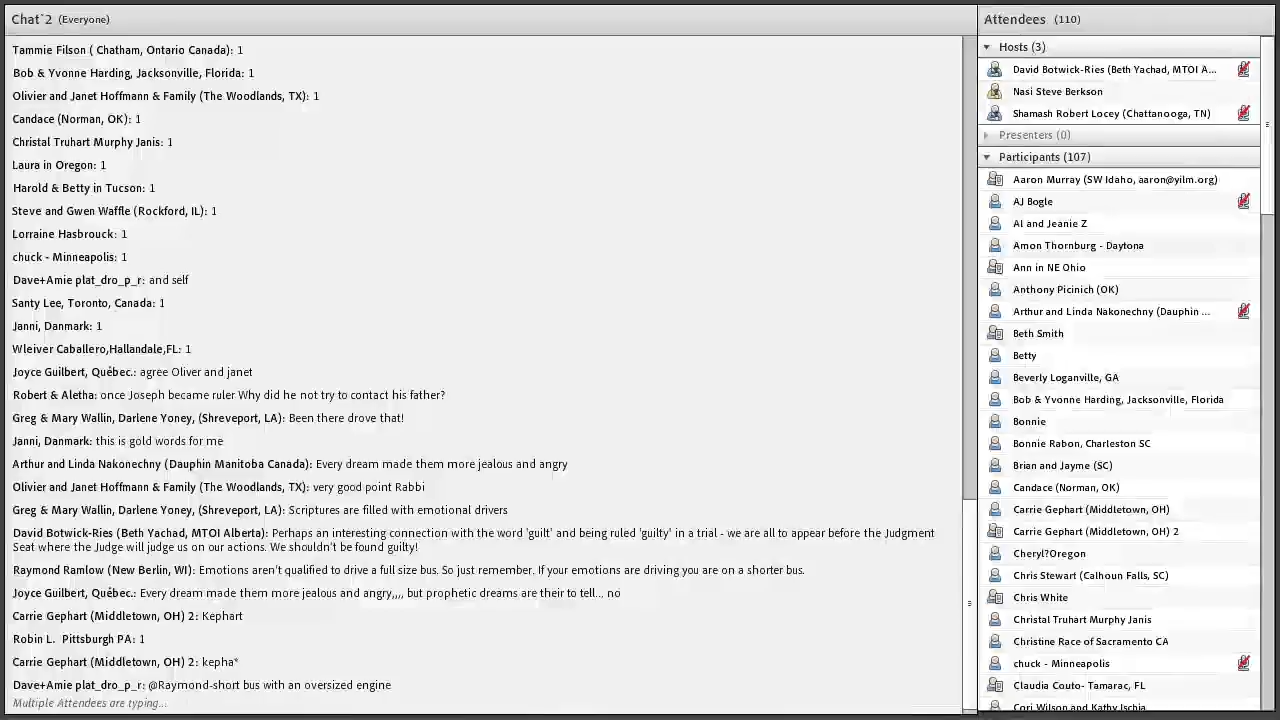 Chat`2 (Everyone)
Tammie Filson ( Chatham, Ontario Canada): 1
Bob & Yvonne Harding, Jacksonville, Florida: 1
Olivier and Janet Hoffmann & Family (The Woodlands, TX): 1
Candace (Norman, OK): 1
Christal Truhart Murphy Janis: 1
Laura in Oregon: 1
Harold & Betty in Tucson: 1
Steve and Gwen Waffle (Rockford, IL): 1
Lorraine Hasbrouck: 1
chuck - Minneapolis: 1
Dave+Amie plat_dro_p_r: and self
Santy Lee, Toronto, Canada: 1
Janni, Danmark: 1
Wleiver Caballero,Hallandale,FL: 1
Joyce Guilbert, Québec.: agree Oliver and janet
Robert & Aletha: once Joseph became ruler Why did he not try to contact his father?
Greg & Mary Wallin, Darlene Yoney, (Shreveport, LA): Been there drove that!
Janni, Danmark: this is gold words for me
Arthur and Linda Nakonechny (Dauphin Manitoba Canada): Every dream made them more jealous and angry
Olivier and Janet Hoffmann & Family (The Woodlands, TX): very good point Rabbi
Greg & Mary Wallin, Darlene Yoney, (Shreveport, LA): Scriptures are filled with emotional drivers
David Botwick-Ries (Beth Yachad, MTOI Alberta): Perhaps an interesting connection with the word 'guilt' and being ruled 'guilty' in a trial - we are all to appear before the Judgment
Seat where the Judge will judge us on our actions. We shouldn't be found guilty!
Raymond Ramlow (New Berlin, WI): Emotions aren't qualified to drive a full size bus. So just remember. If your emotions are driving you are on a shorter bus.
Joyce Guilbert, Québec.: Every dream made them more jealous and angry,,,, but prophetic dreams are their to tell... no
Carrie Gephart (Middletown, OH) 2: Kephart
Robin L. Pittsburgh PA: 1
Carrie Gephart (Middletown, OH) 2: kepha*
Dave+Amie plat_dro_p_r: @Raymond-short bus with an oversized engine
Multiple Attendees are typing...
Attendees (110)
Hosts (3)
David Botwick-Ries (Beth Yachad, MTOI A...
Nasi Steve Berkson
Shamash Robert Locey (Chattanooga, TN)
Presenters (0)
Participants (107)
Aaron Murray (SW Idaho, aaron@yilm.org)
AJ Bogle
Al and Jeanie Z
Amon Thornburg - Daytona
Ann in NE Ohio
Anthony Picinich (OK)
Arthur and Linda Nakonechny (Dauphin ...
Beth Smith
Betty
Beverly Loganville, GA
Bob & Yvonne Harding, Jacksonville, Florida
Bonnie
Bonnie Rabon, Charleston SC
Brian and Jayme (SC)
Candace (Norman, OK)
Carrie Gephart (Middletown, OH)
Carrie Gephart (Middletown, OH) 2
Cheryl?Oregon
Chris Stewart (Calhoun Falls, SC)
Chris White
Christal Truhart Murphy Janis
Christine Race of Sacramento CA
chuck - Minneapolis
Claudia Couto- Tamarac, FL
Cori Wilson and Kathy Ischia